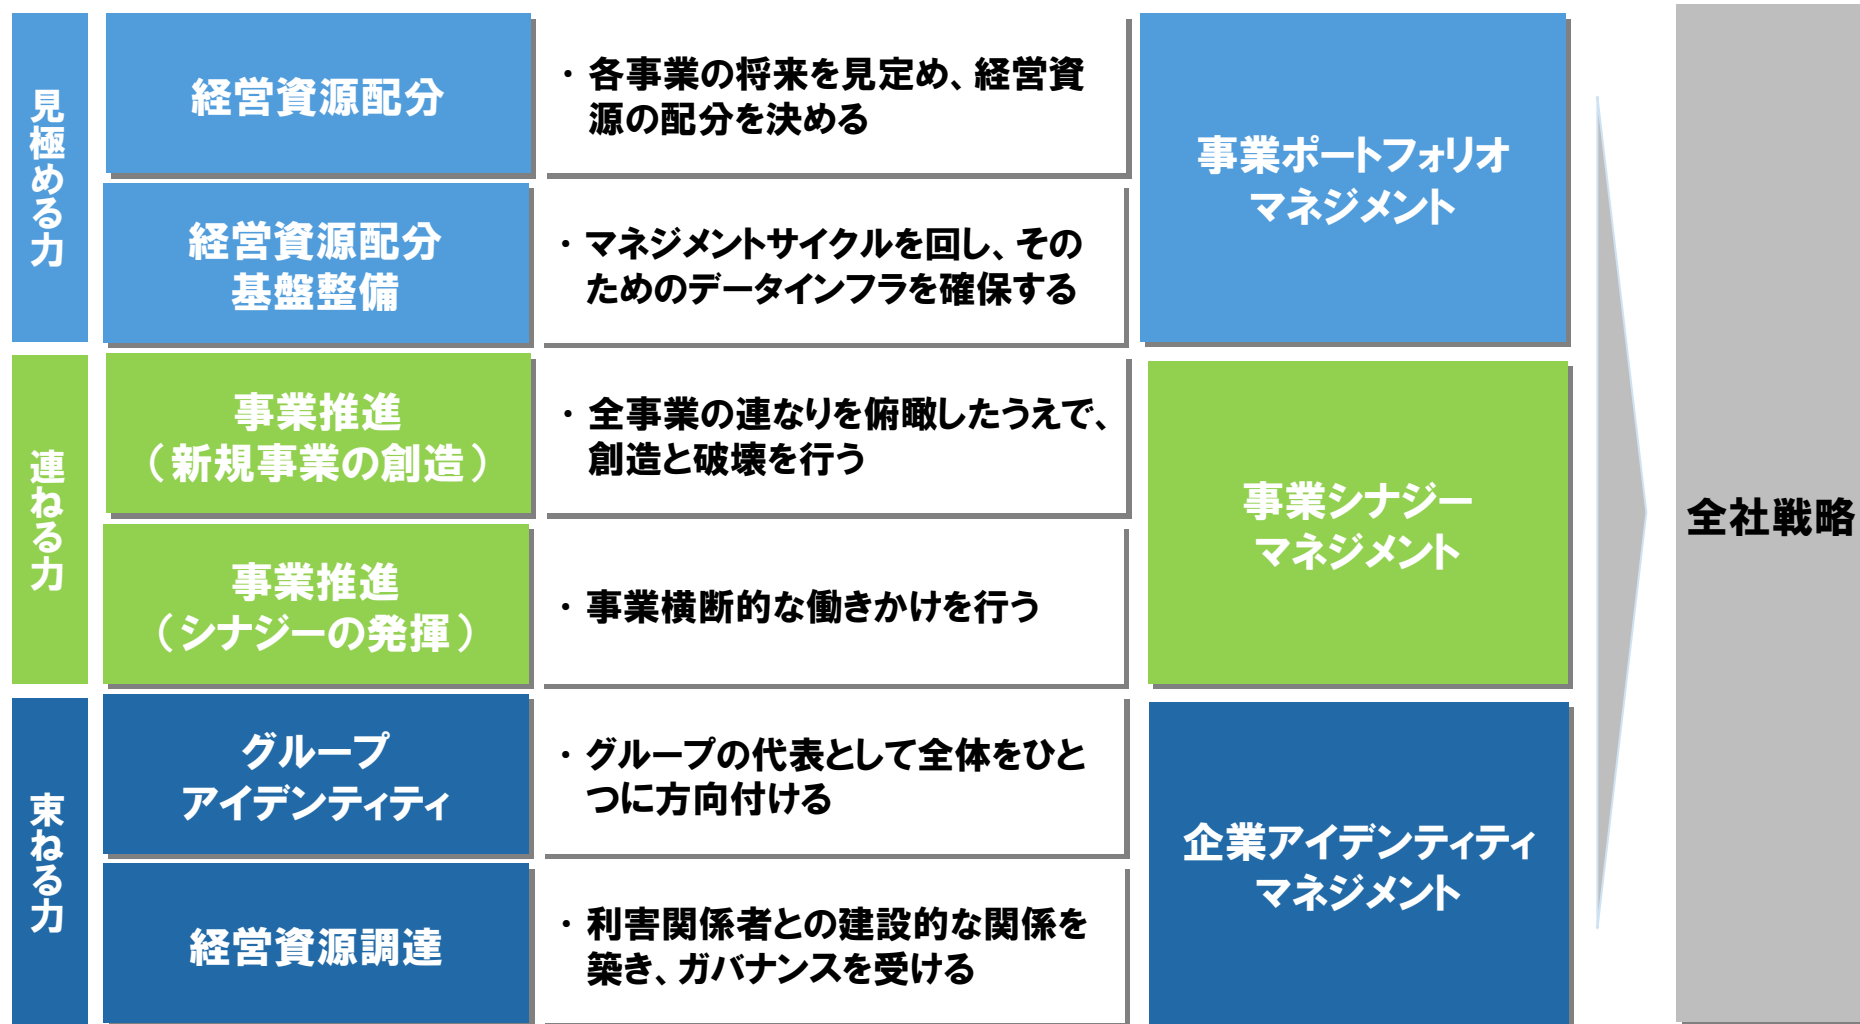 見極める力
経営資源配分
・各事業の将来を見定め、経営資
源の配分を決める
経営資源配分
基盤整備
・マネジメントサイクルを回し、その
ためのデータインフラを確保する
事業ポートフォリオ
マネジメント
連ねる力
事業推進
（新規事業の創造）
・全事業の連なりを俯瞰したうえで、
創造と破壊を行う
事業推進
（シナジーの発揮）
・事業横断的な働きかけを行う
事業シナジー
マネジメント
束ねる力
グループ
アイデンティティ
・グループの代表として全体をひと
つに方向付ける
経営資源調達
・利害関係者との建設的な関係を
築き、ガバナンスを受ける
企業アイデンティティ
マネジメント
全社戦略